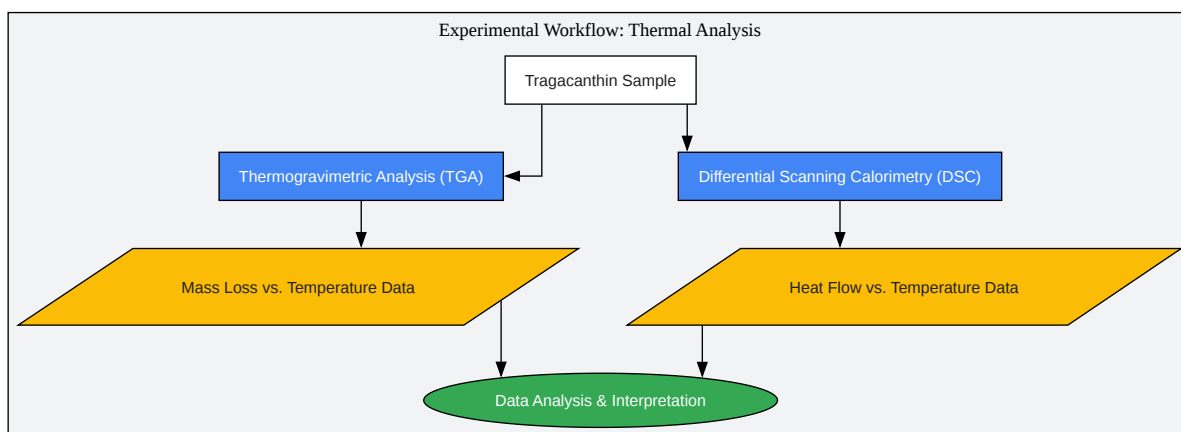 Experimental Workflow: Thermal Analysis
Tragacanthin Sample
Thermogravimetric Analysis (TGA)
Differential Scanning Calorimetry (DSC)
Mass Loss vs. Temperature Data
Heat Flow vs. Temperature Data
Data Analysis & Interpretation